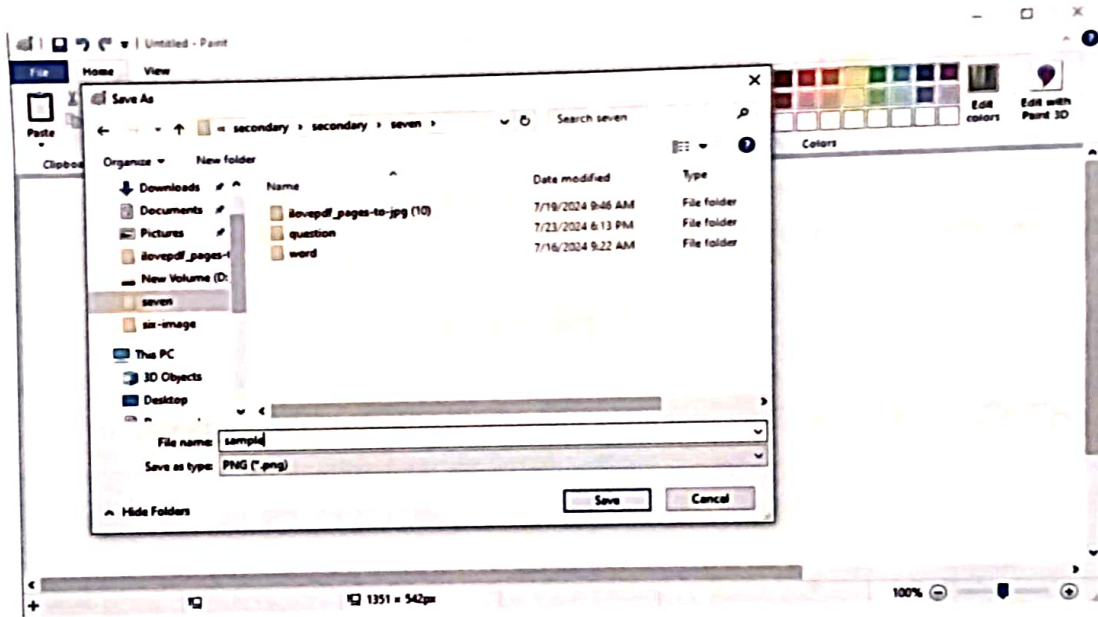 Untitled - Paint
File Home View
Paste
Edit colors
Edit with Paint 3D
Colors
Save As
« secondary › secondary › seven ›
Search seven
Organize New folder
Name Date modified Type
Downloads
Documents
Pictures
ilovepdf_pages-t
New Volume (D:
seven
six-image
This PC
3D Objects
Desktop
ilovepdf_pages-to-jpg (10) 7/19/2024 9:46 AM File folder
question 7/23/2024 6:13 PM File folder
word 7/16/2024 9:22 AM File folder
File name: sample
Save as type: PNG (*.png)
Hide Folders
Save Cancel
1351 × 542px
100%